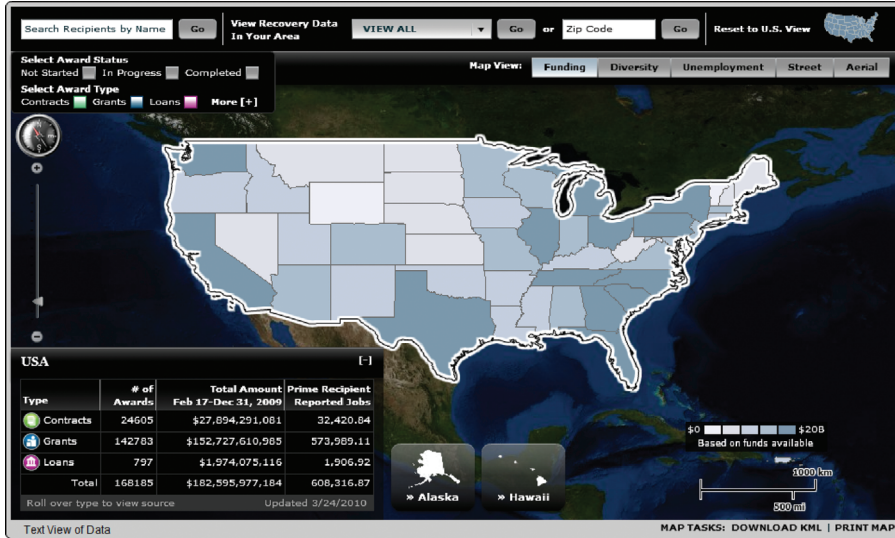 Search Recipients by Name Go View Recovery Data In Your Area VIEW ALL Go or Zip Code Go Reset to U.S. View
Select Award Status
Not Started In Progress Completed
Select Award Type
Contracts Grants Loans More [+]
Map View: Funding Diversity Unemployment Street Aerial
N
S
USA [-]
Type # of Awards Total Amount Feb 17-Dec 31, 2009 Prime Recipient Reported Jobs
Contracts 24605 $27,894,291,081 32,420.84
Grants 142783 $152,727,610,985 573,989.11
Loans 797 $1,974,075,116 1,906.92
Total 168185 $182,595,977,184 608,316.87
Roll over type to view source Updated 3/24/2010
» Alaska
» Hawaii
$0 $20B
Based on funds available
1000 km
500 mi
Text View of Data
MAP TASKS: DOWNLOAD KML | PRINT MAP